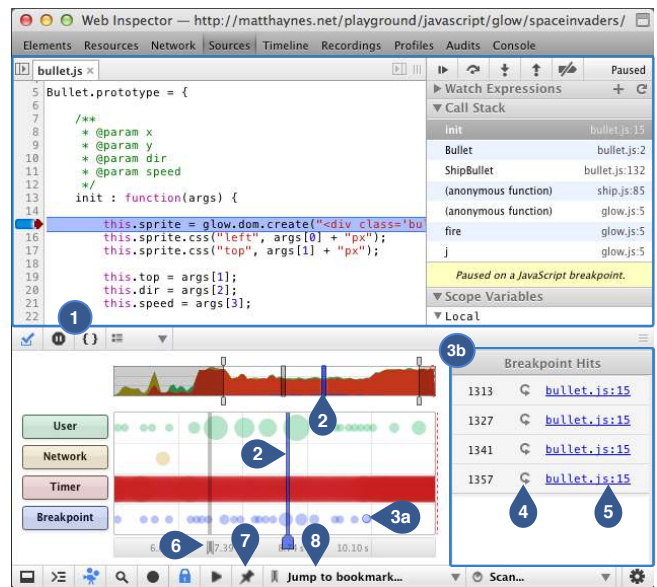 Web Inspector — http://matthaynes.net/playground/javascript/glow/spaceinvaders/
Elements Resources Network Sources Timeline Recordings Profiles Audits Console
bullet.js ×
Paused
5 Bullet.prototype = {
6
7 /**
8 * @param x
9 * @param y
10 * @param dir
11 * @param speed
12 */
13 init : function(args) {
14
this.sprite = glow.dom.create("<div class='bu
16 this.sprite.css("left", args[0] + "px");
17 this.sprite.css("top", args[1] + "px");
18
19 this.top = args[1];
20 this.dir = args[2];
21 this.speed = args[3];
22
Watch Expressions
Call Stack
init bullet.js:15
Bullet bullet.js:2
ShipBullet bullet.js:132
(anonymous function) ship.js:85
(anonymous function) glow.js:5
fire glow.js:5
j glow.js:5
Paused on a JavaScript breakpoint.
Scope Variables
Local
1
{ }
2
User
Network
Timer
Breakpoint
2
3a
7.39
10.10 s
6
7
8
3b
Breakpoint Hits
1313 bullet.js:15
1327 bullet.js:15
1341 bullet.js:15
1357 bullet.js:15
4
5
Jump to bookmark...
Scan...